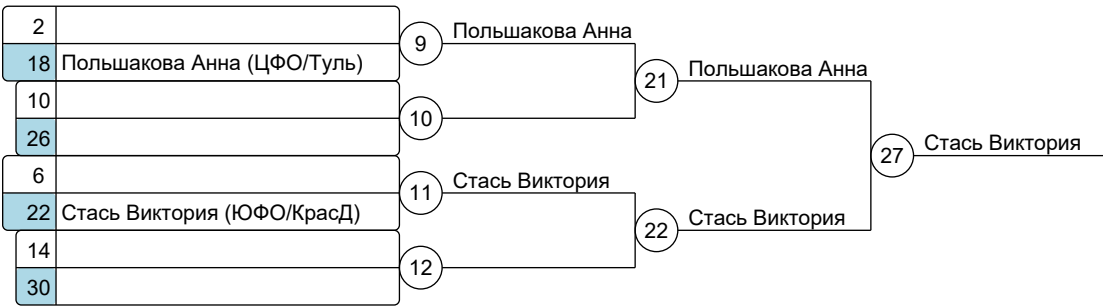 2
18 Польшакова Анна (ЦФО/Туль)
10
26
6
22 Стась Виктория (ЮФО/КрасД)
14
30
9 Польшакова Анна
10
11 Стась Виктория
12
21 Польшакова Анна
22 Стась Виктория
27 Стась Виктория